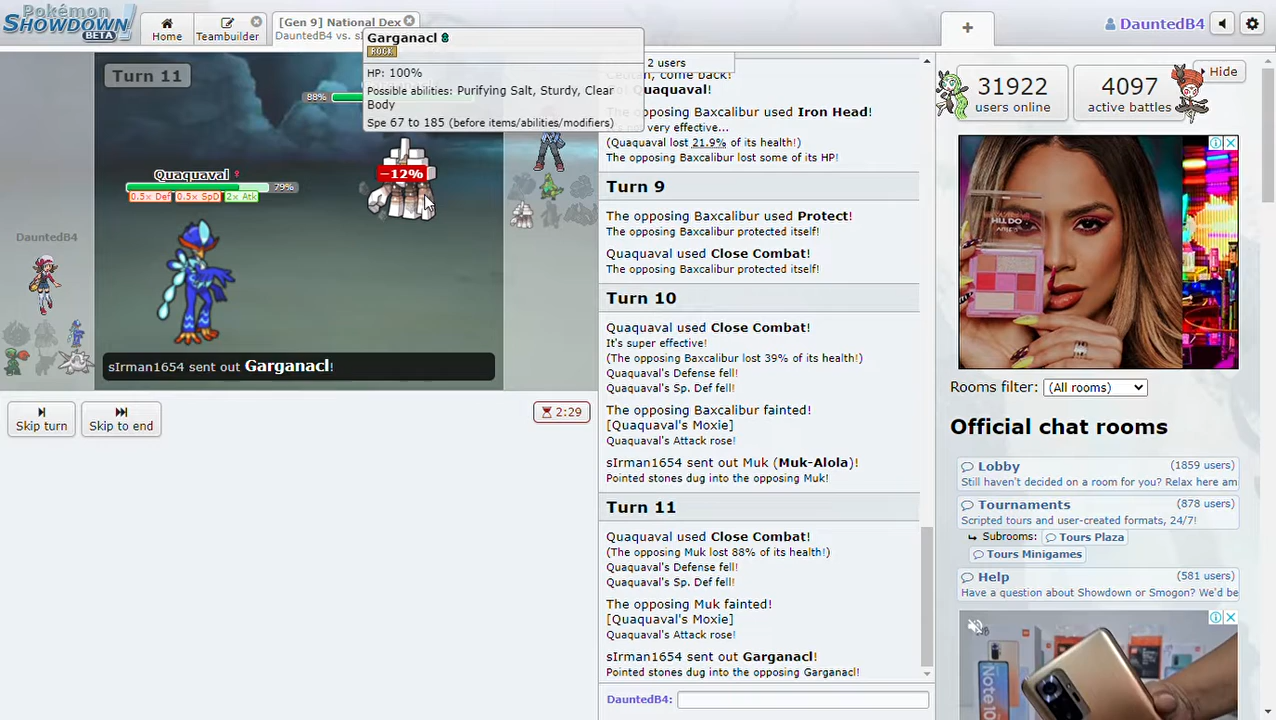 Pokémon
Showdown
BETA
Home
Teambuilder
[Gen 9] National Dex
DauntedB4 vs. sI
DauntedB4
Hide
Garganacl
ROCK
HP: 100%
Possible abilities: Purifying Salt, Sturdy, Clear
Body
Spe 67 to 185 (before items/abilities/modifiers)
2 users
31922
users online
4097
active battles
Turn 11
88%
Quaquaval
79%
0.5× Def 0.5× SpD 2× Atk
−12%
DauntedB4
sIrman1654 sent out Garganacl!
Skip turn
Skip to end
2:29
Quaquaval!
The opposing Baxcalibur used Iron Head!
(Quaquaval lost 21.9% of its health!)
The opposing Baxcalibur lost some of its HP!
Turn 9
The opposing Baxcalibur used Protect!
The opposing Baxcalibur protected itself!
Quaquaval used Close Combat!
The opposing Baxcalibur protected itself!
Turn 10
Quaquaval used Close Combat!
It's super effective!
(The opposing Baxcalibur lost 39% of its health!)
Quaquaval's Defense fell!
Quaquaval's Sp. Def fell!
The opposing Baxcalibur fainted!
[Quaquaval's Moxie]
Quaquaval's Attack rose!
sIrman1654 sent out Muk (Muk-Alola)!
Pointed stones dug into the opposing Muk!
Turn 11
Quaquaval used Close Combat!
(The opposing Muk lost 88% of its health!)
Quaquaval's Defense fell!
Quaquaval's Sp. Def fell!
The opposing Muk fainted!
[Quaquaval's Moxie]
Quaquaval's Attack rose!
sIrman1654 sent out Garganacl!
Pointed stones dug into the opposing Garganacl!
DauntedB4:
Rooms filter: (All rooms)
Official chat rooms
Lobby (1859 users)
Still haven't decided on a room for you? Relax here am
Tournaments (878 users)
Scripted tours and user-created formats, 24/7!
Subrooms: Tours Plaza
Tours Minigames
Help (581 users)
Have a question about Showdown or Smogon? We'd be